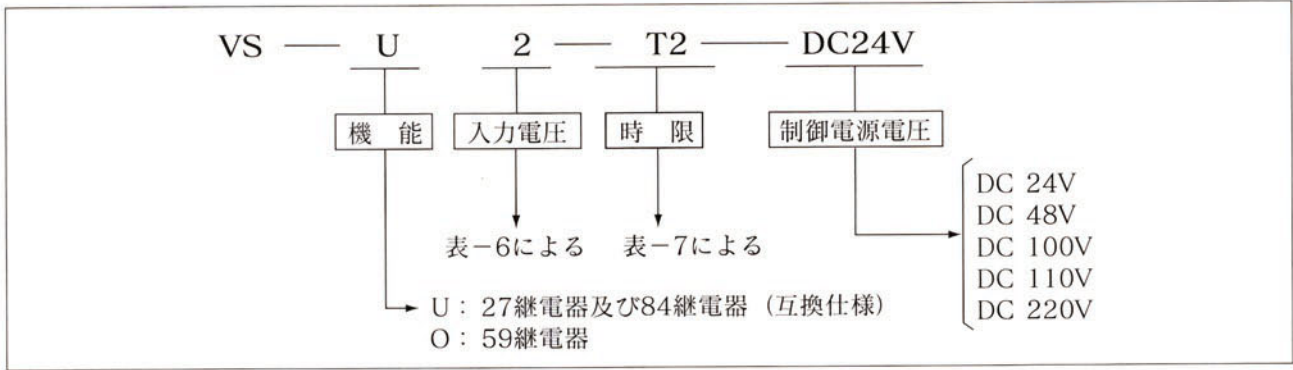 VS — U 2 — T2 — DC24V
機 能 入力電圧 時 限 制御電源電圧
表−6による 表−7による
DC 24V
DC 48V
DC 100V
DC 110V
DC 220V
U： 27継電器及び84継電器（互換仕様）
O： 59継電器